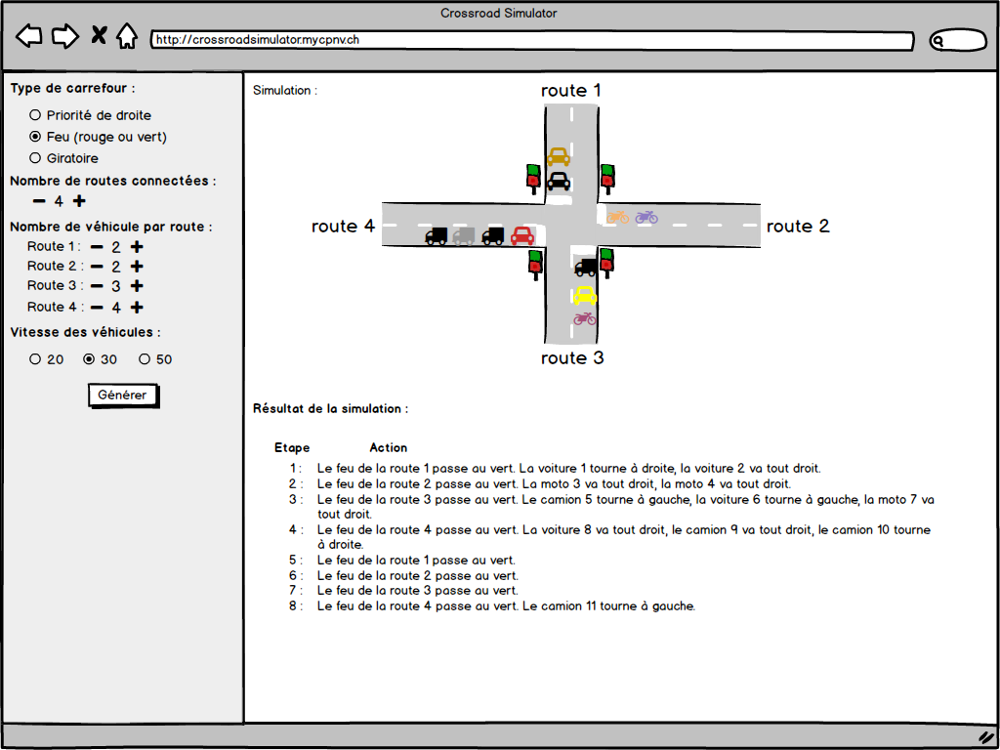 Crossroad Simulator
http://crossroadsimulator.mycpnv.ch
Type de carrefour :
Priorité de droite
Feu (rouge ou vert)
Giratoire
Nombre de routes connectées :
4
Nombre de véhicule par route :
Route 1 : 2
Route 2 : 2
Route 3 : 3
Route 4 : 4
Vitesse des véhicules :
20 30 50
Générer
Simulation :
route 1
route 4
route 2
route 3
Résultat de la simulation :
Etape Action
1 : Le feu de la route 1 passe au vert. La voiture 1 tourne à droite, la voiture 2 va tout droit.
2 : Le feu de la route 2 passe au vert. La moto 3 va tout droit, la moto 4 va tout droit.
3 : Le feu de la route 3 passe au vert. Le camion 5 tourne à gauche, la voiture 6 tourne à gauche, la moto 7 va
tout droit.
4 : Le feu de la route 4 passe au vert. La voiture 8 va tout droit, le camion 9 va tout droit, le camion 10 tourne
à droite.
5 : Le feu de la route 1 passe au vert.
6 : Le feu de la route 2 passe au vert.
7 : Le feu de la route 3 passe au vert.
8 : Le feu de la route 4 passe au vert. Le camion 11 tourne à gauche.